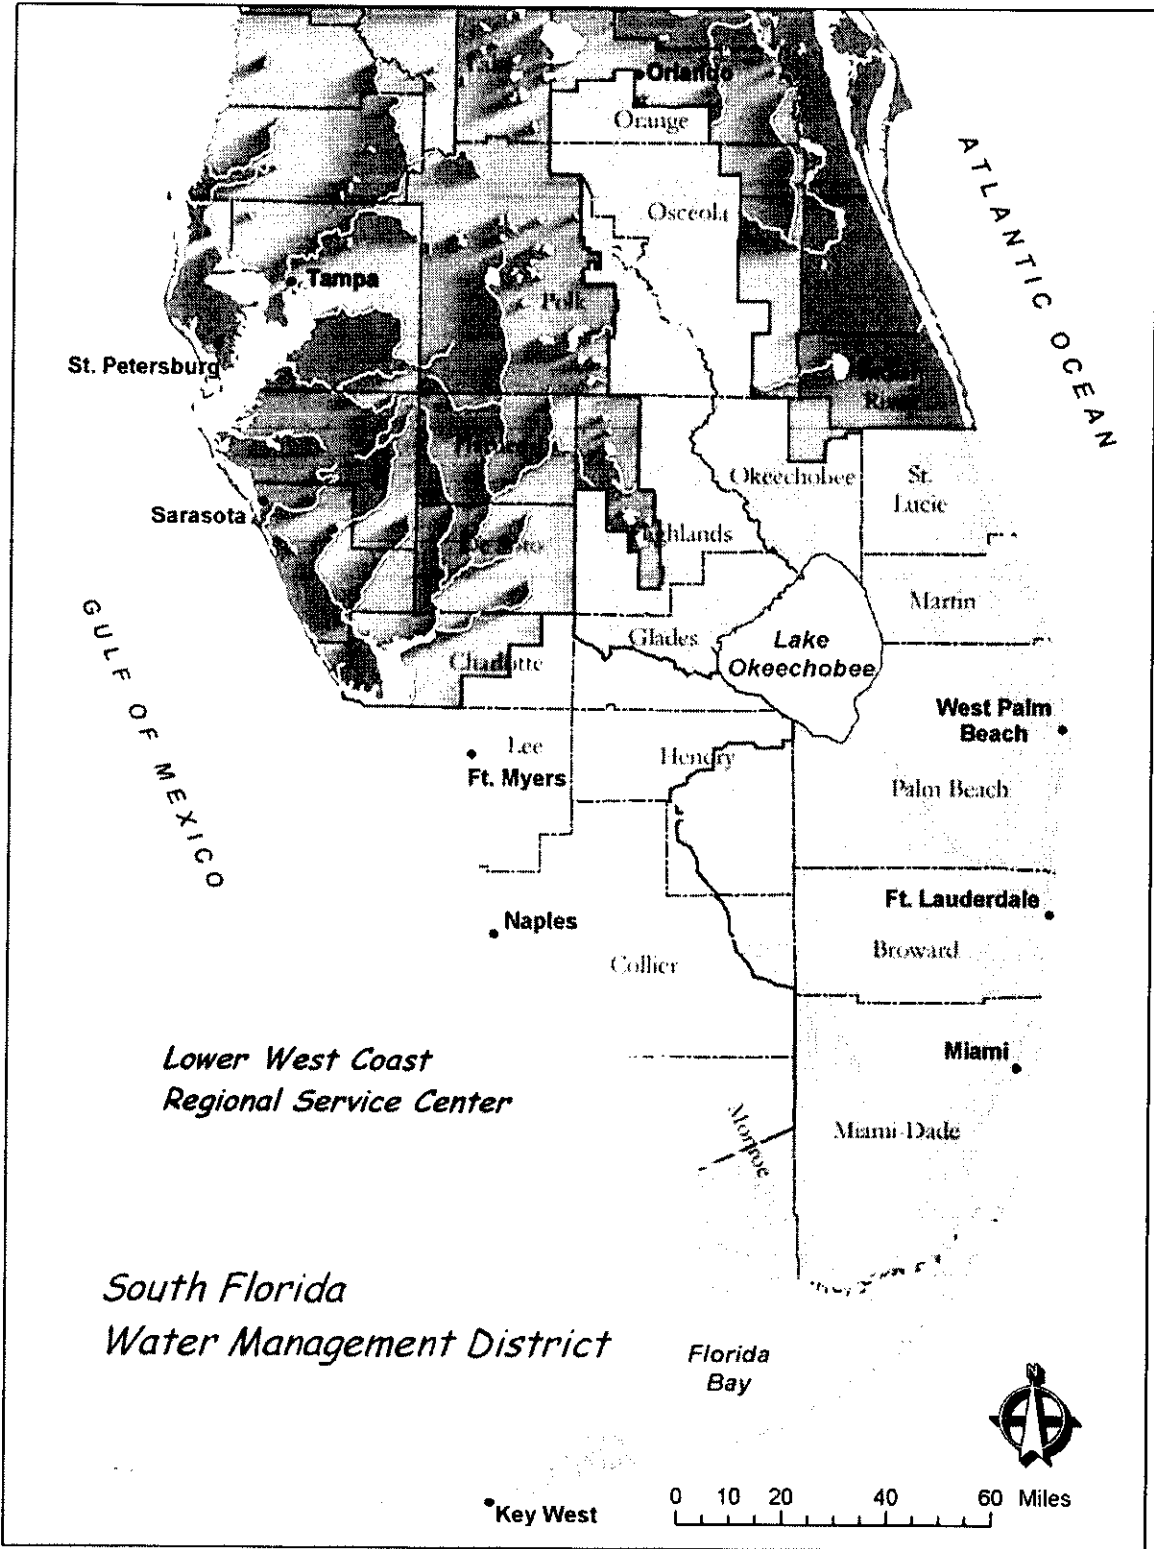 Orlando
Orange
ATLANTIC OCEAN
Osceola
Tampa
Polk
St. Petersburg
River
Okeechobee
St.
Lucie
Sarasota
Highlands
GULF OF MEXICO
Martin
Glades
Lake
Okeechobee
Charlotte
West Palm
Beach
Lee
Hendry
Ft. Myers
Palm Beach
Ft. Lauderdale
Naples
Broward
Collier
Miami
Lower West Coast
Regional Service Center
Monroe
Miami-Dade
South Florida
Water Management District
Florida
Bay
N
0 10 20 40 60 Miles
Key West